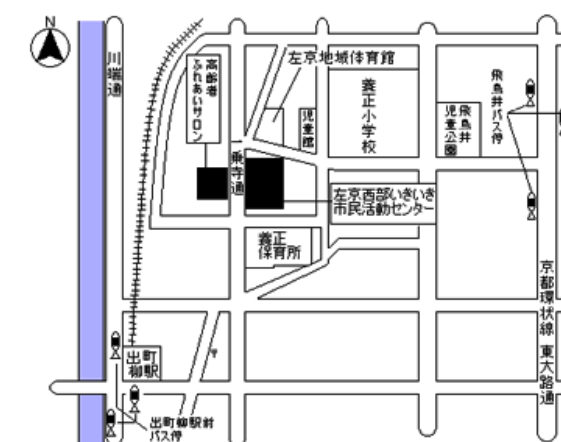 N
川端通
高齢者
ふれあいサロン
左京地域体育館
児童館
養正小学校
飛鳥井
児童公園
飛鳥井バス停
一乗寺通
左京西部いきいき
市民活動センター
養正
保育所
京都環状線 東大路通
出町
柳駅
出町柳駅前
バス停